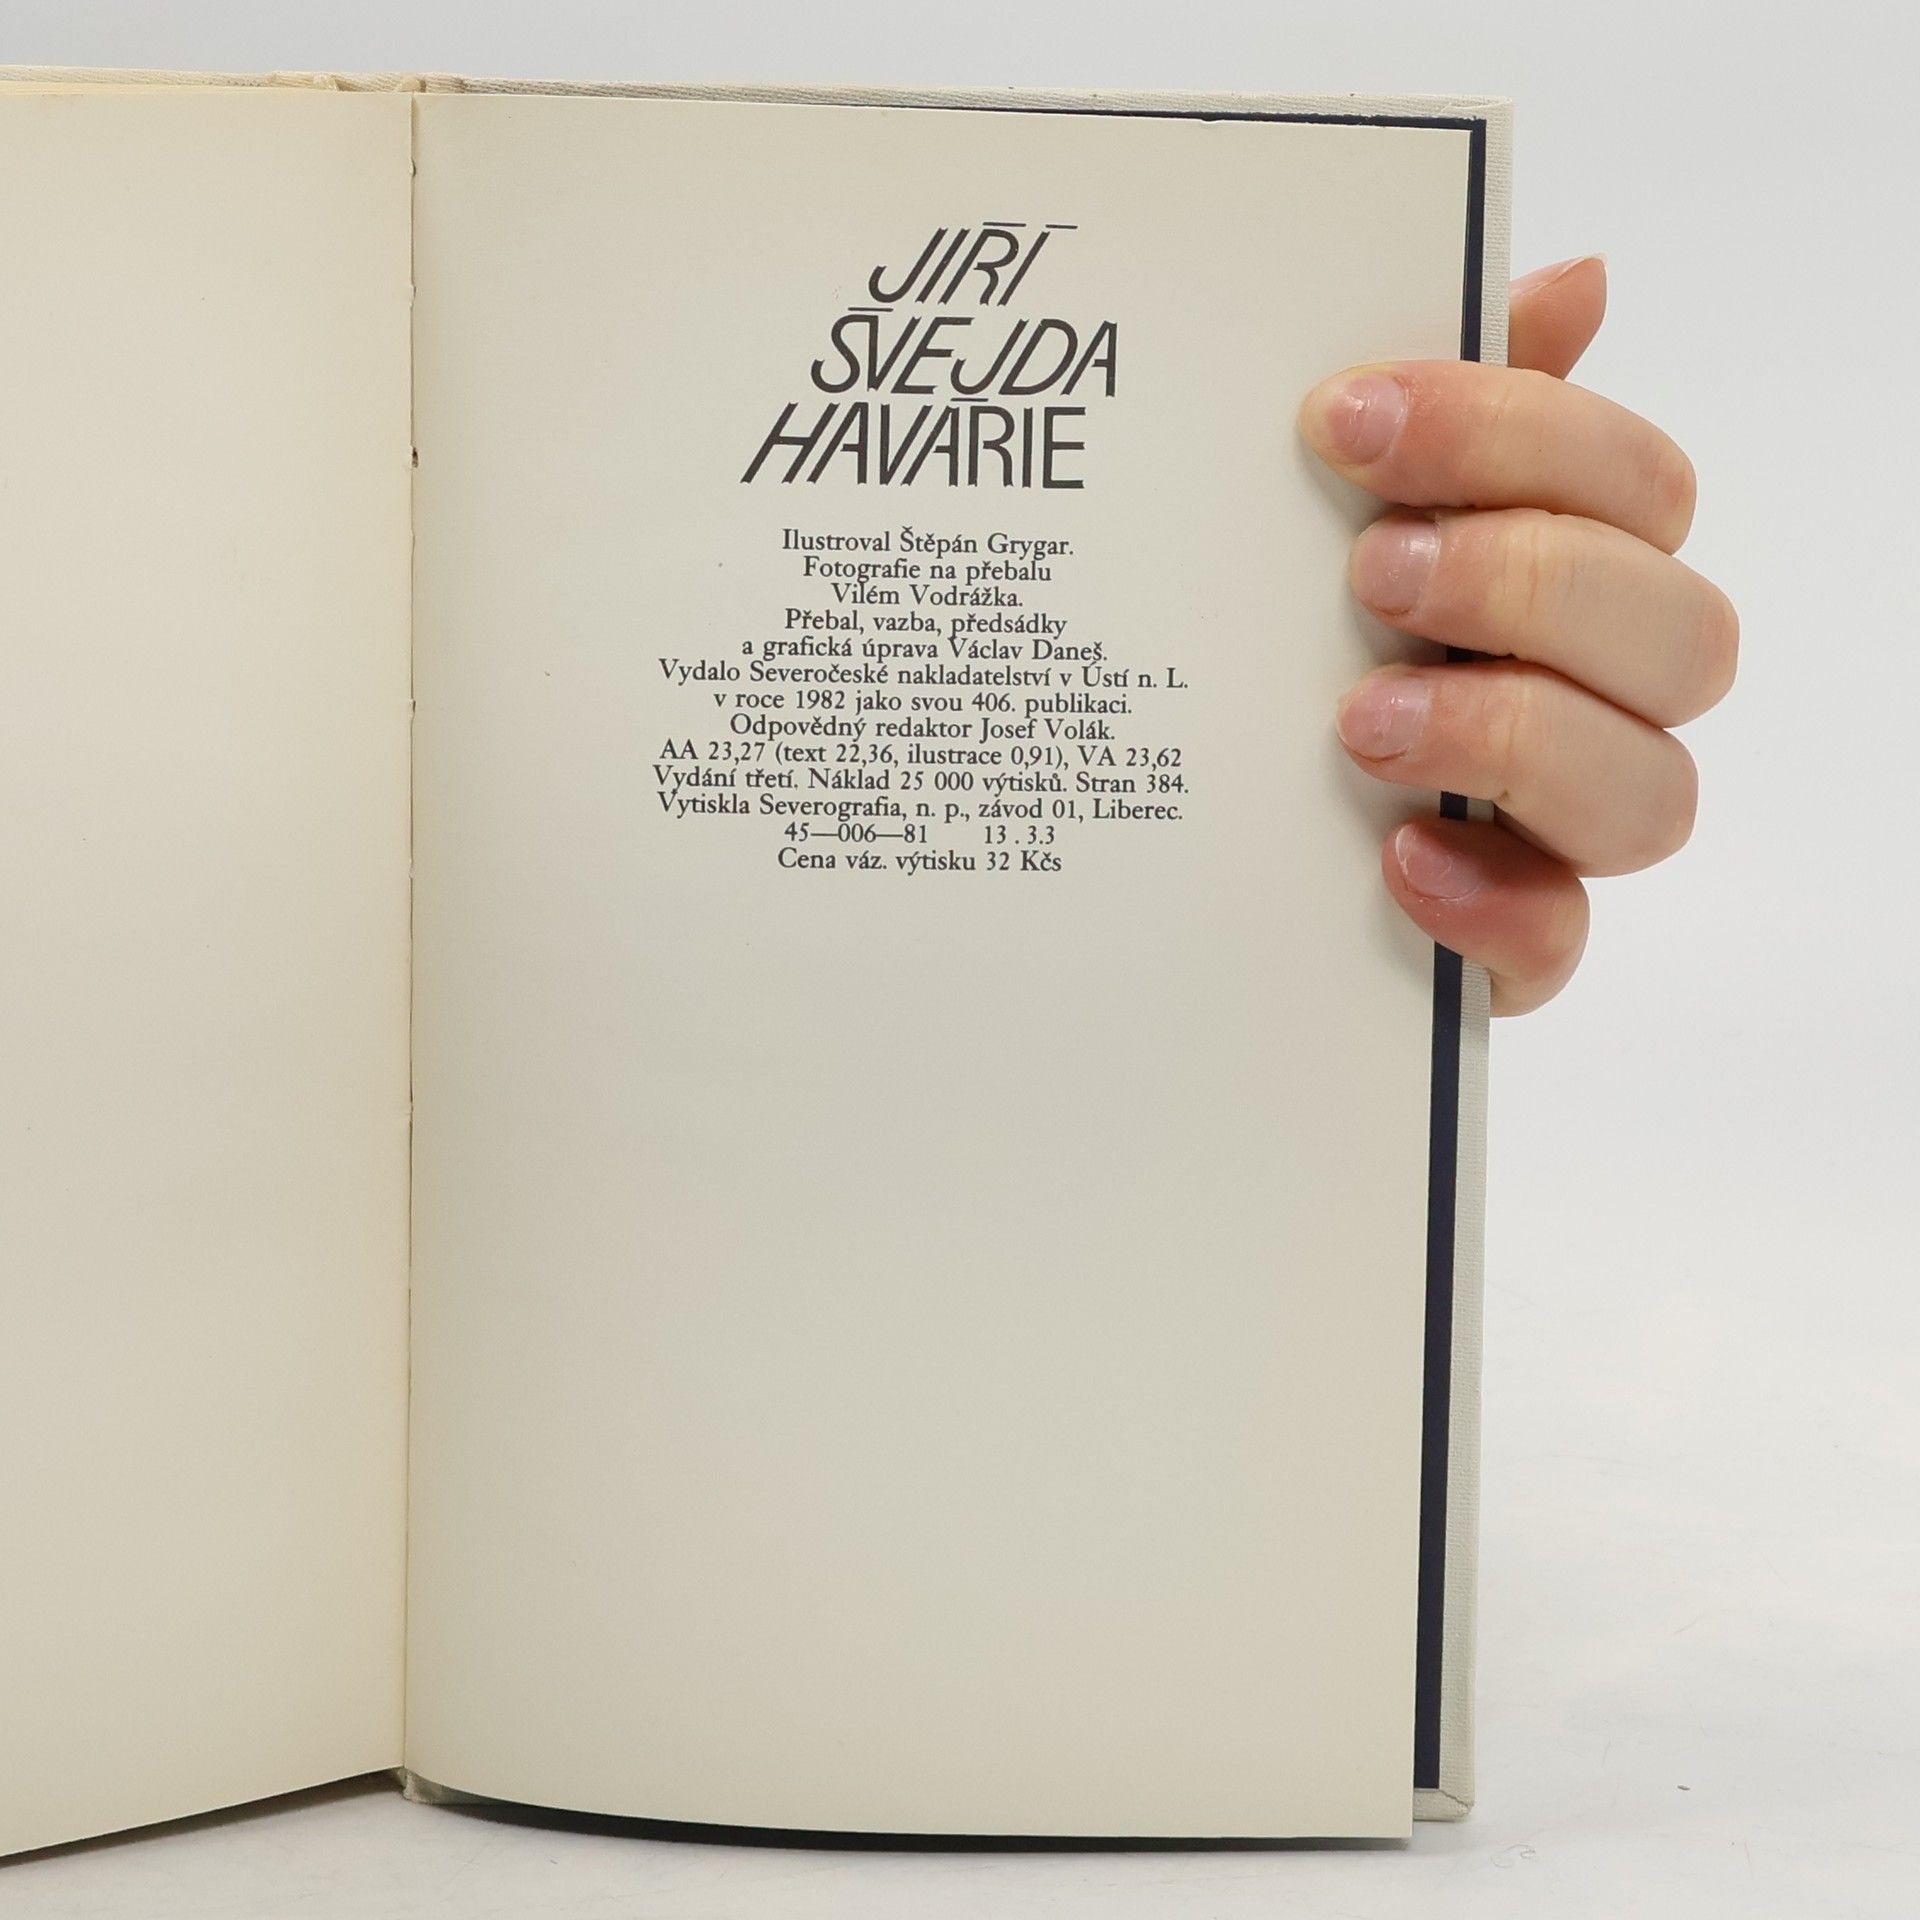 JIŘÍ
ŠVEJDA
HAVÁRIE
Ilustroval Štěpán Grygar.
Fotografie na přebalu
Vilém Vodrážka.
Přebal, vazba, předsádky
a grafická úprava Václav Daneš.
Vydalo Severočeské nakladatelství v Ústí n. L.
v roce 1982 jako svou 406. publikaci.
Odpovědný redaktor Josef Volák.
AA 23,27 (text 22,36, ilustrace 0,91), VA 23,62
Vydání třetí. Náklad 25 000 výtisků. Stran 384.
Vytiskla Severografia, n. p., závod 01, Liberec.
45—006—81 13 . 3.3
Cena váz. výtisku 32 Kčs